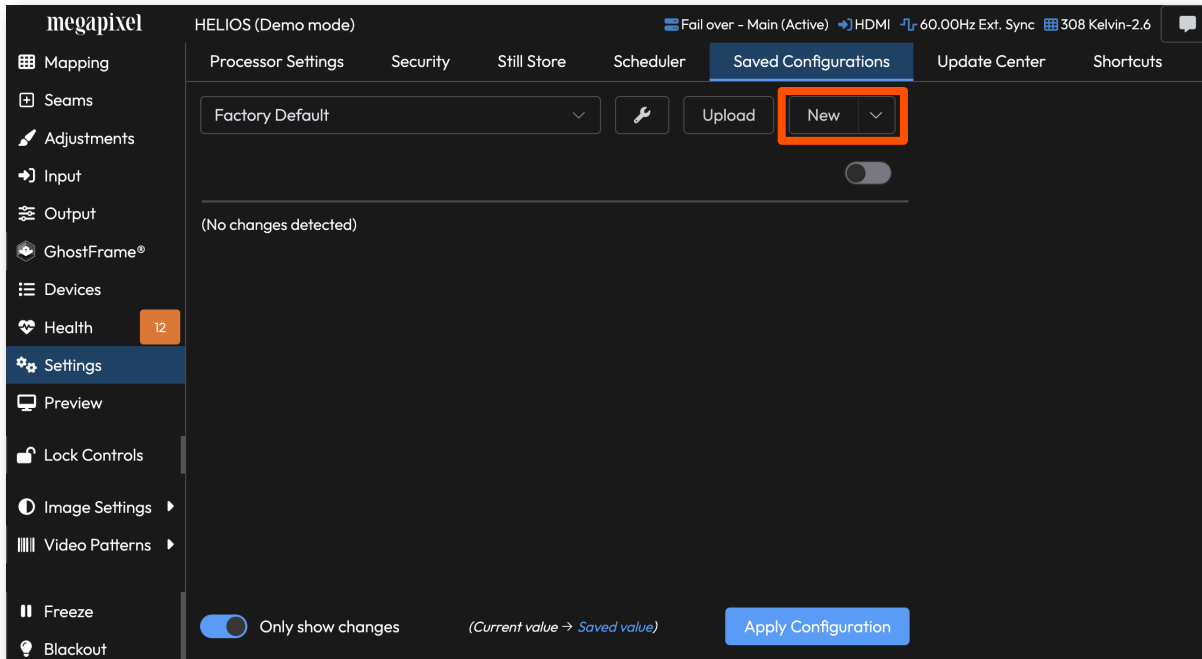 megapixel
HELIOS (Demo mode)
Fail over - Main (Active) HDMI 60.00Hz Ext. Sync 308 Kelvin-2.6
Mapping
Seams
Adjustments
Input
Output
GhostFrame®
Devices
Health 12
Settings
Preview
Lock Controls
Image Settings
Video Patterns
Freeze
Blackout
Processor Settings Security Still Store Scheduler Saved Configurations Update Center Shortcuts
Factory Default Upload New
(No changes detected)
Only show changes (Current value → Saved value) Apply Configuration